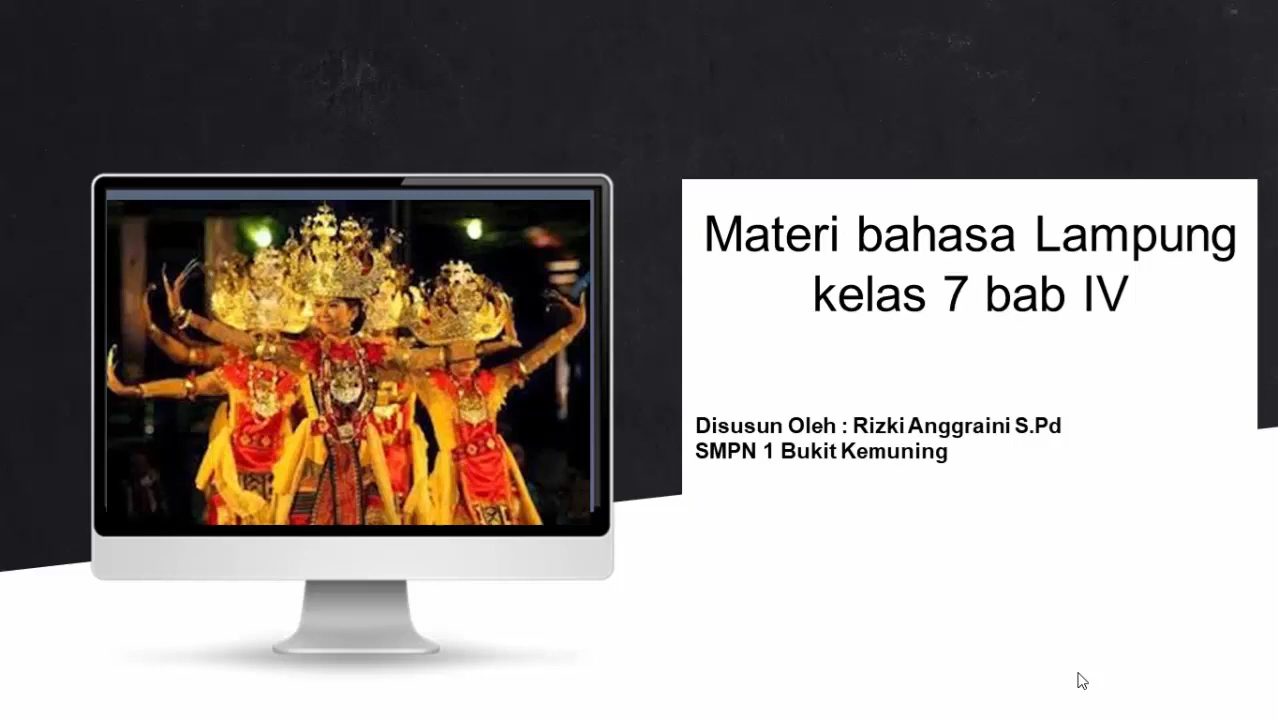 Materi bahasa Lampung
kelas 7 bab IV
Disusun Oleh : Rizki Anggraini S.Pd
SMPN 1 Bukit Kemuning